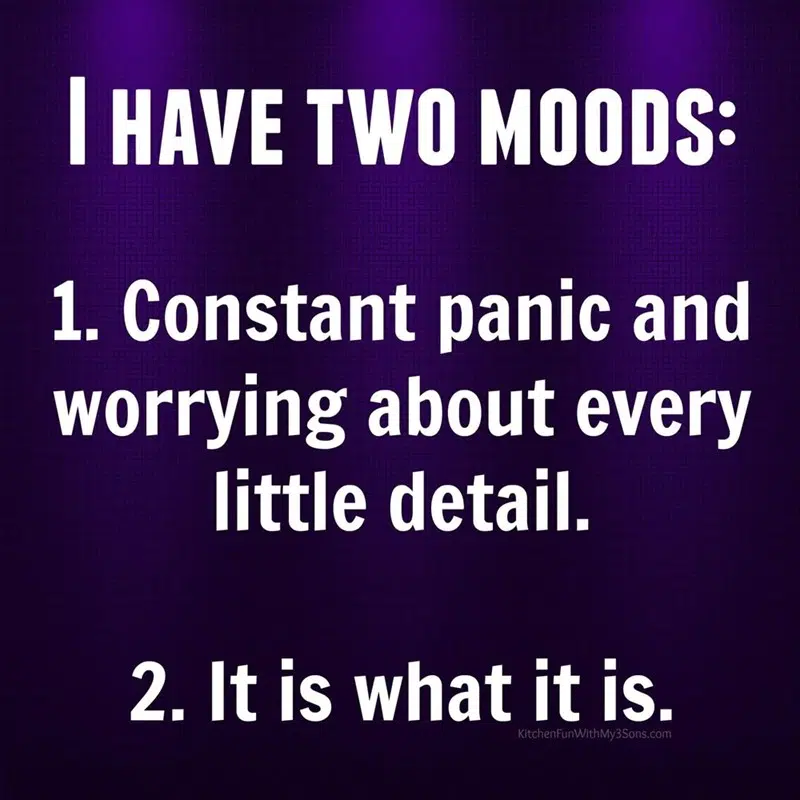 I HAVE TWO MOODS:
1. Constant panic and
worrying about every
little detail.
2. It is what it is.
KitchenFunWithMy3Sons.com